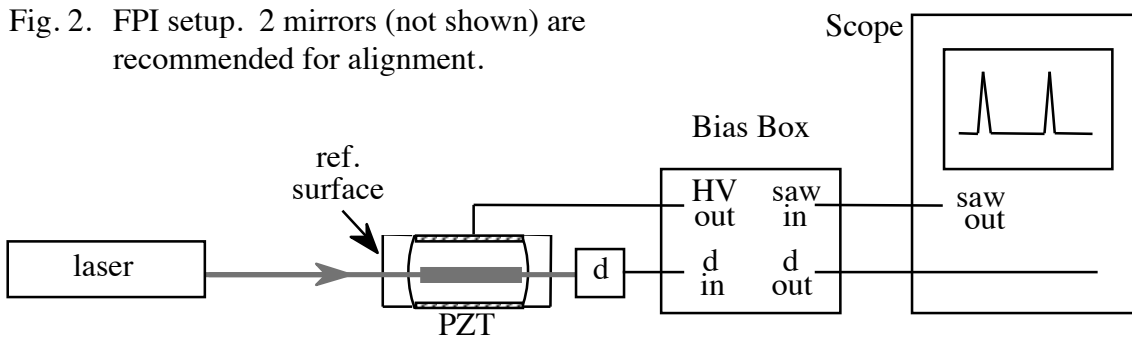 Fig. 2. FPI setup. 2 mirrors (not shown) are
recommended for alignment.
Scope
Bias Box
ref.
surface
HV
out
saw
in
saw
out
laser
d
d
in
d
out
PZT